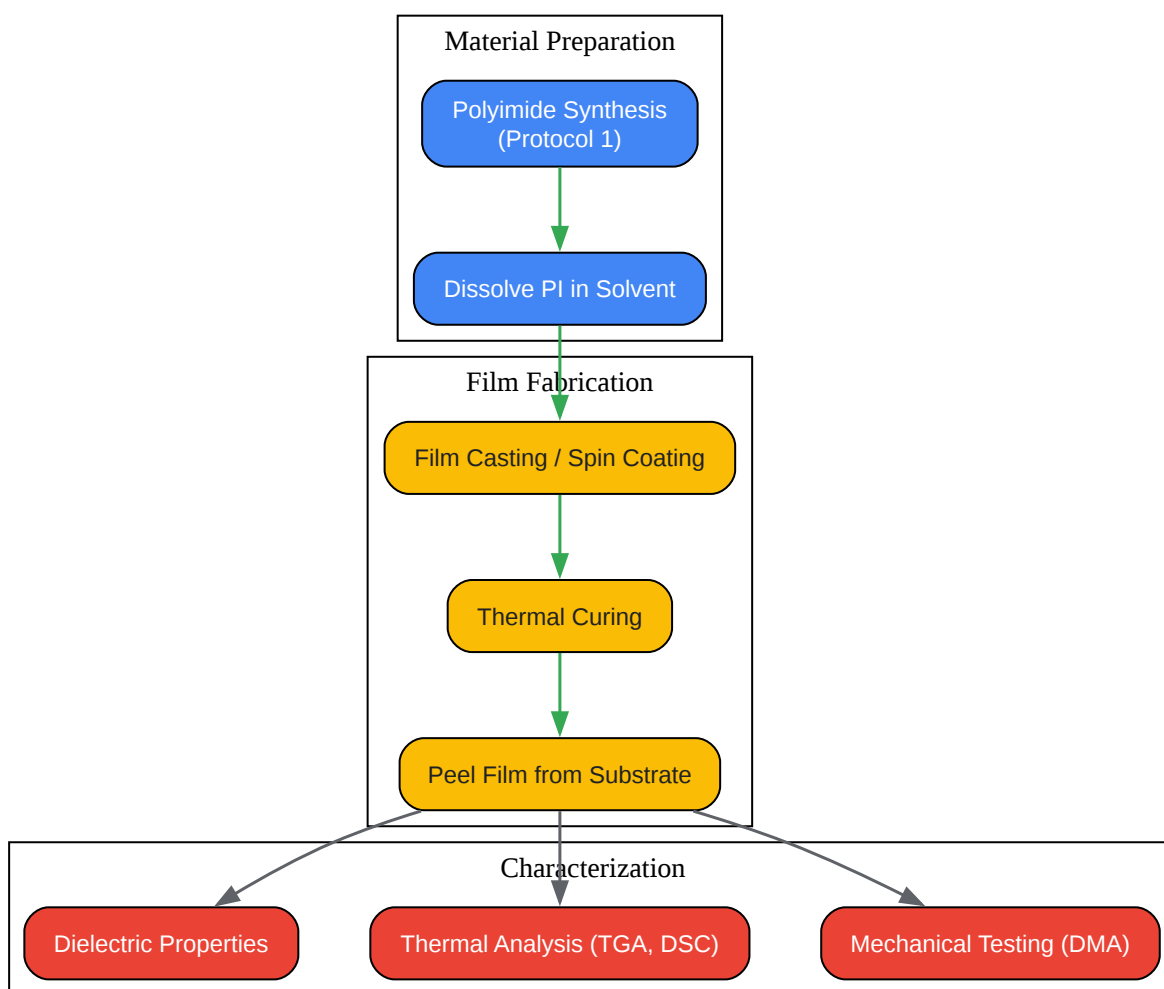 Material Preparation
Polyimide Synthesis
(Protocol 1)
Dissolve PI in Solvent
Film Fabrication
Film Casting / Spin Coating
Thermal Curing
Peel Film from Substrate
Characterization
Dielectric Properties
Thermal Analysis (TGA, DSC)
Mechanical Testing (DMA)